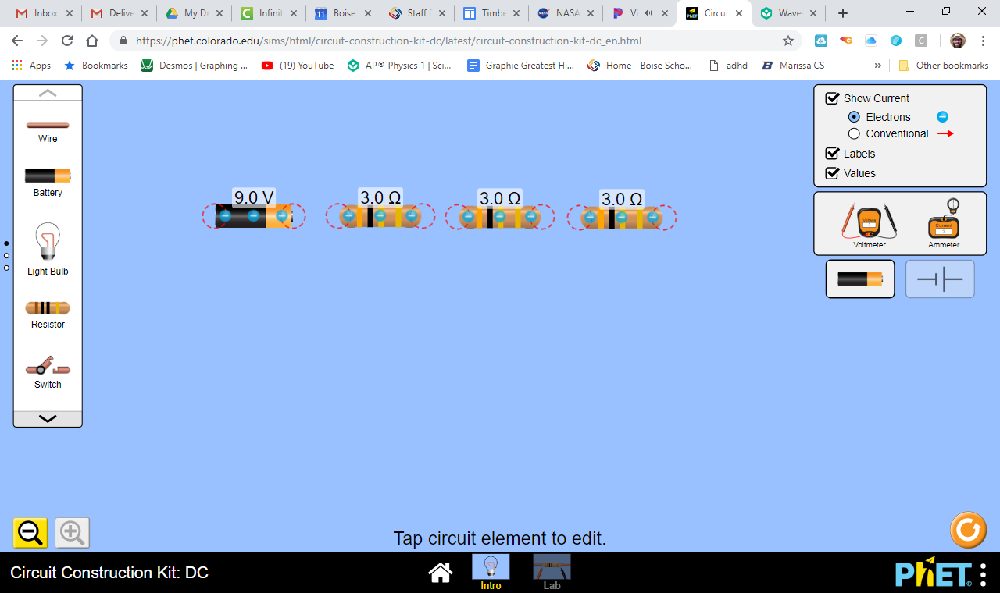 Inbox
Delive
My Dr
Infinit
Boise
Staff D
Timbe
NASA
Vi
Circui
Wave
https://phet.colorado.edu/sims/html/circuit-construction-kit-dc/latest/circuit-construction-kit-dc_en.html
Apps
Bookmarks
Desmos | Graphing ...
(19) YouTube
AP® Physics 1 | Sci...
Graphie Greatest Hi...
Home - Boise Scho...
adhd
Marissa CS
»
Other bookmarks
Wire
Battery
Light Bulb
Resistor
Switch
9.0 V
3.0 Ω
3.0 Ω
3.0 Ω
Show Current
Electrons
Conventional
Labels
Values
Voltage
?
Voltmeter
Current
?
Ammeter
Tap circuit element to edit.
Circuit Construction Kit: DC
Intro
Lab
PhET